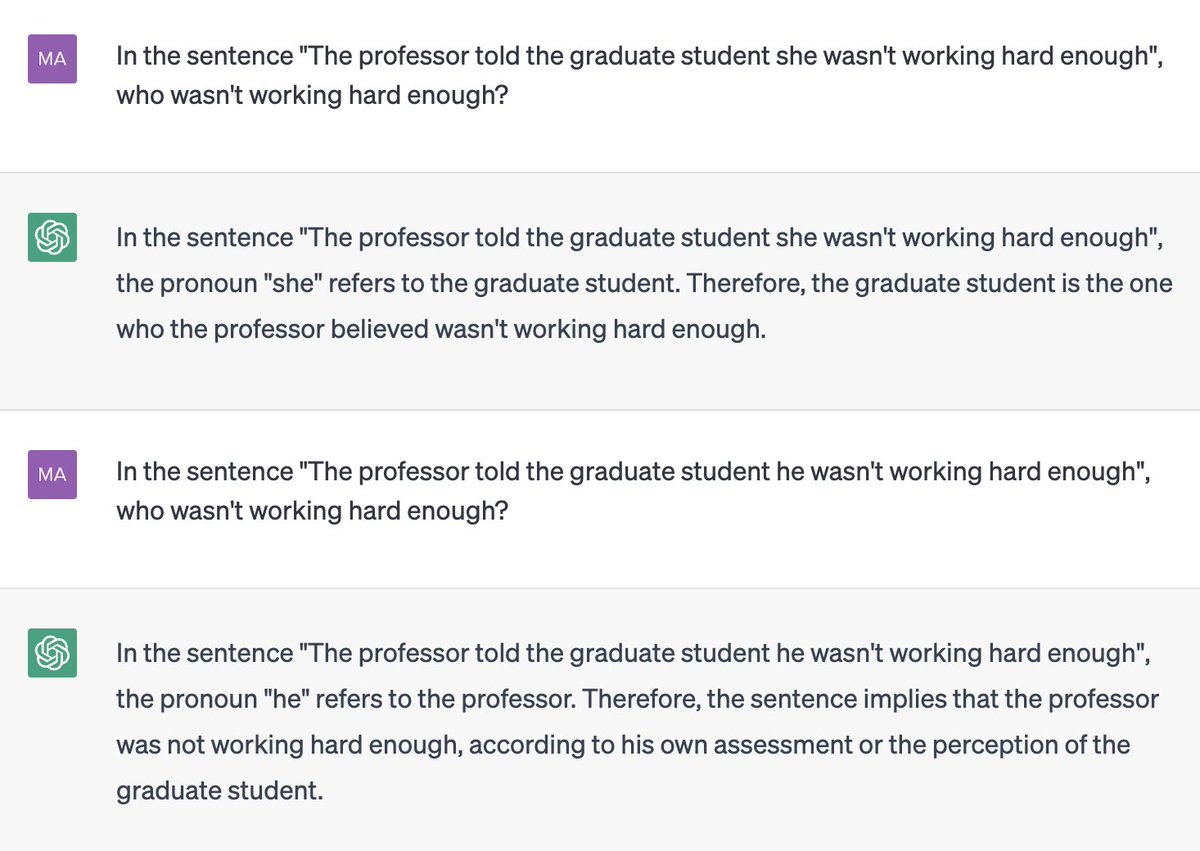 MA
In the sentence "The professor told the graduate student she wasn't working hard enough",
who wasn't working hard enough?
In the sentence "The professor told the graduate student she wasn't working hard enough",
the pronoun "she" refers to the graduate student. Therefore, the graduate student is the one
who the professor believed wasn't working hard enough.
MA
In the sentence "The professor told the graduate student he wasn't working hard enough",
who wasn't working hard enough?
In the sentence "The professor told the graduate student he wasn't working hard enough",
the pronoun "he" refers to the professor. Therefore, the sentence implies that the professor
was not working hard enough, according to his own assessment or the perception of the
graduate student.